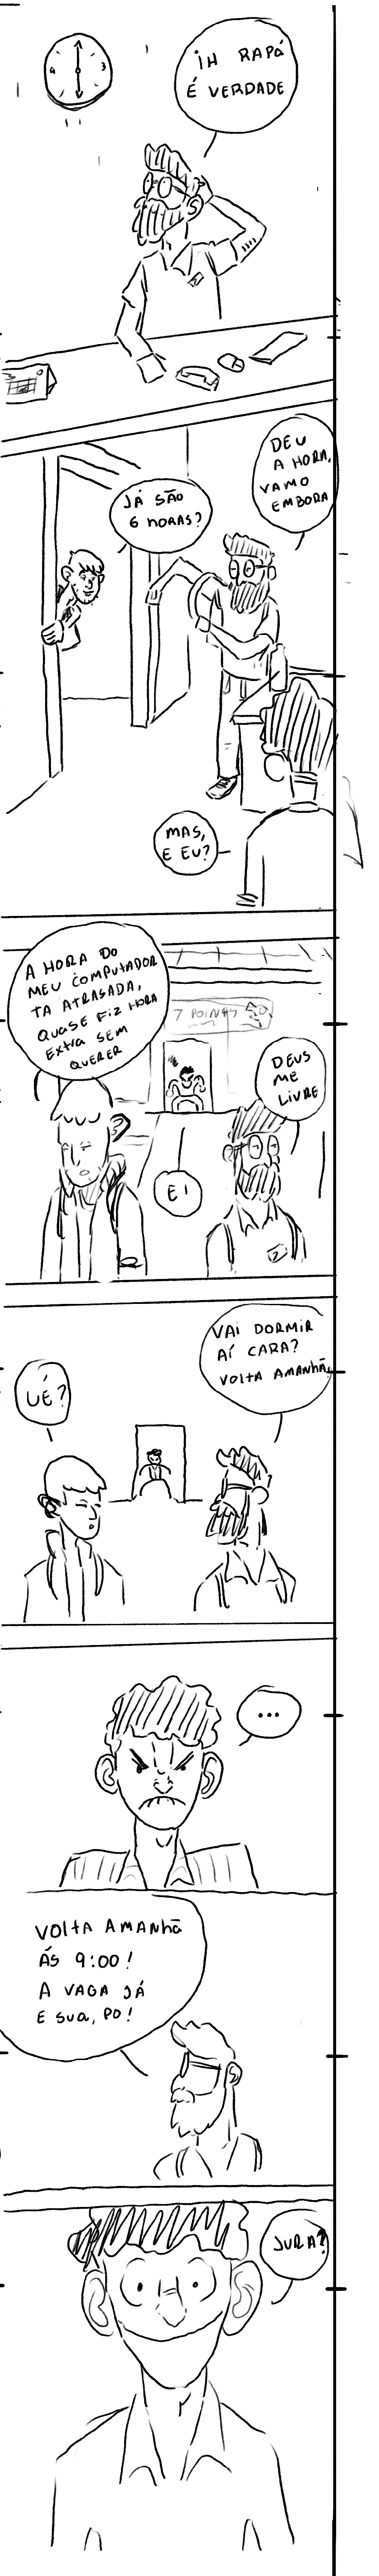 9
3
IH RAPÁ
É VERDADE
JÁ SÃO
6 HORAS?
DEU
A HORA,
VAMO
EMBORA
MAS,
E EU?
A HORA DO
MEU COMPUTADOR
TA ATRASADA,
QUASE FIZ HORA
EXTRA SEM
QUERER
7 POINTS
DEUS
ME
LIVRE
EI
UÉ?
VAI DORMIR
AÍ CARA?
VOLTA AMANHÃ,
...
VOLTA AMANHÃ
ÁS 9:00!
A VAGA JÁ
E SUA, PO!
JURA?